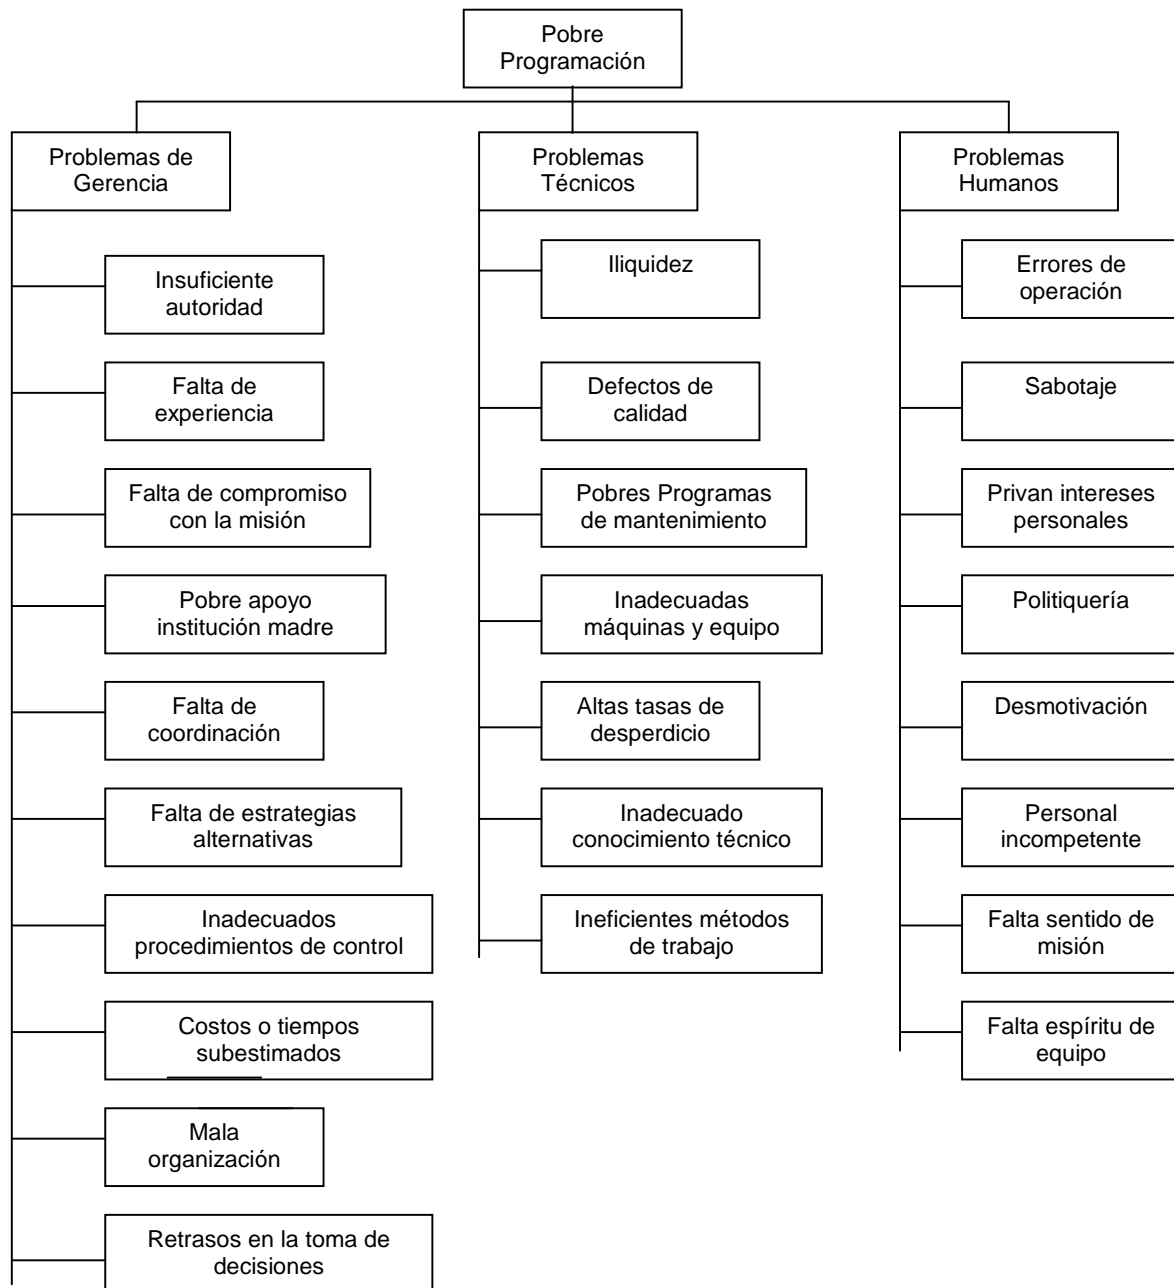 Pobre
Programación
Problemas de
Gerencia
Insuficiente
autoridad
Falta de
experiencia
Falta de compromiso
con la misión
Pobre apoyo
institución madre
Falta de
coordinación
Falta de estrategias
alternativas
Inadecuados
procedimientos de control
Costos o tiempos
subestimados
Mala
organización
Retrasos en la toma de
decisiones
Problemas
Técnicos
Iliquidez
Defectos de
calidad
Pobres Programas
de mantenimiento
Inadecuadas
máquinas y equipo
Altas tasas de
desperdicio
Inadecuado
conocimiento técnico
Ineficientes métodos
de trabajo
Problemas
Humanos
Errores de
operación
Sabotaje
Privan intereses
personales
Politiquería
Desmotivación
Personal
incompetente
Falta sentido de
misión
Falta espíritu de
equipo